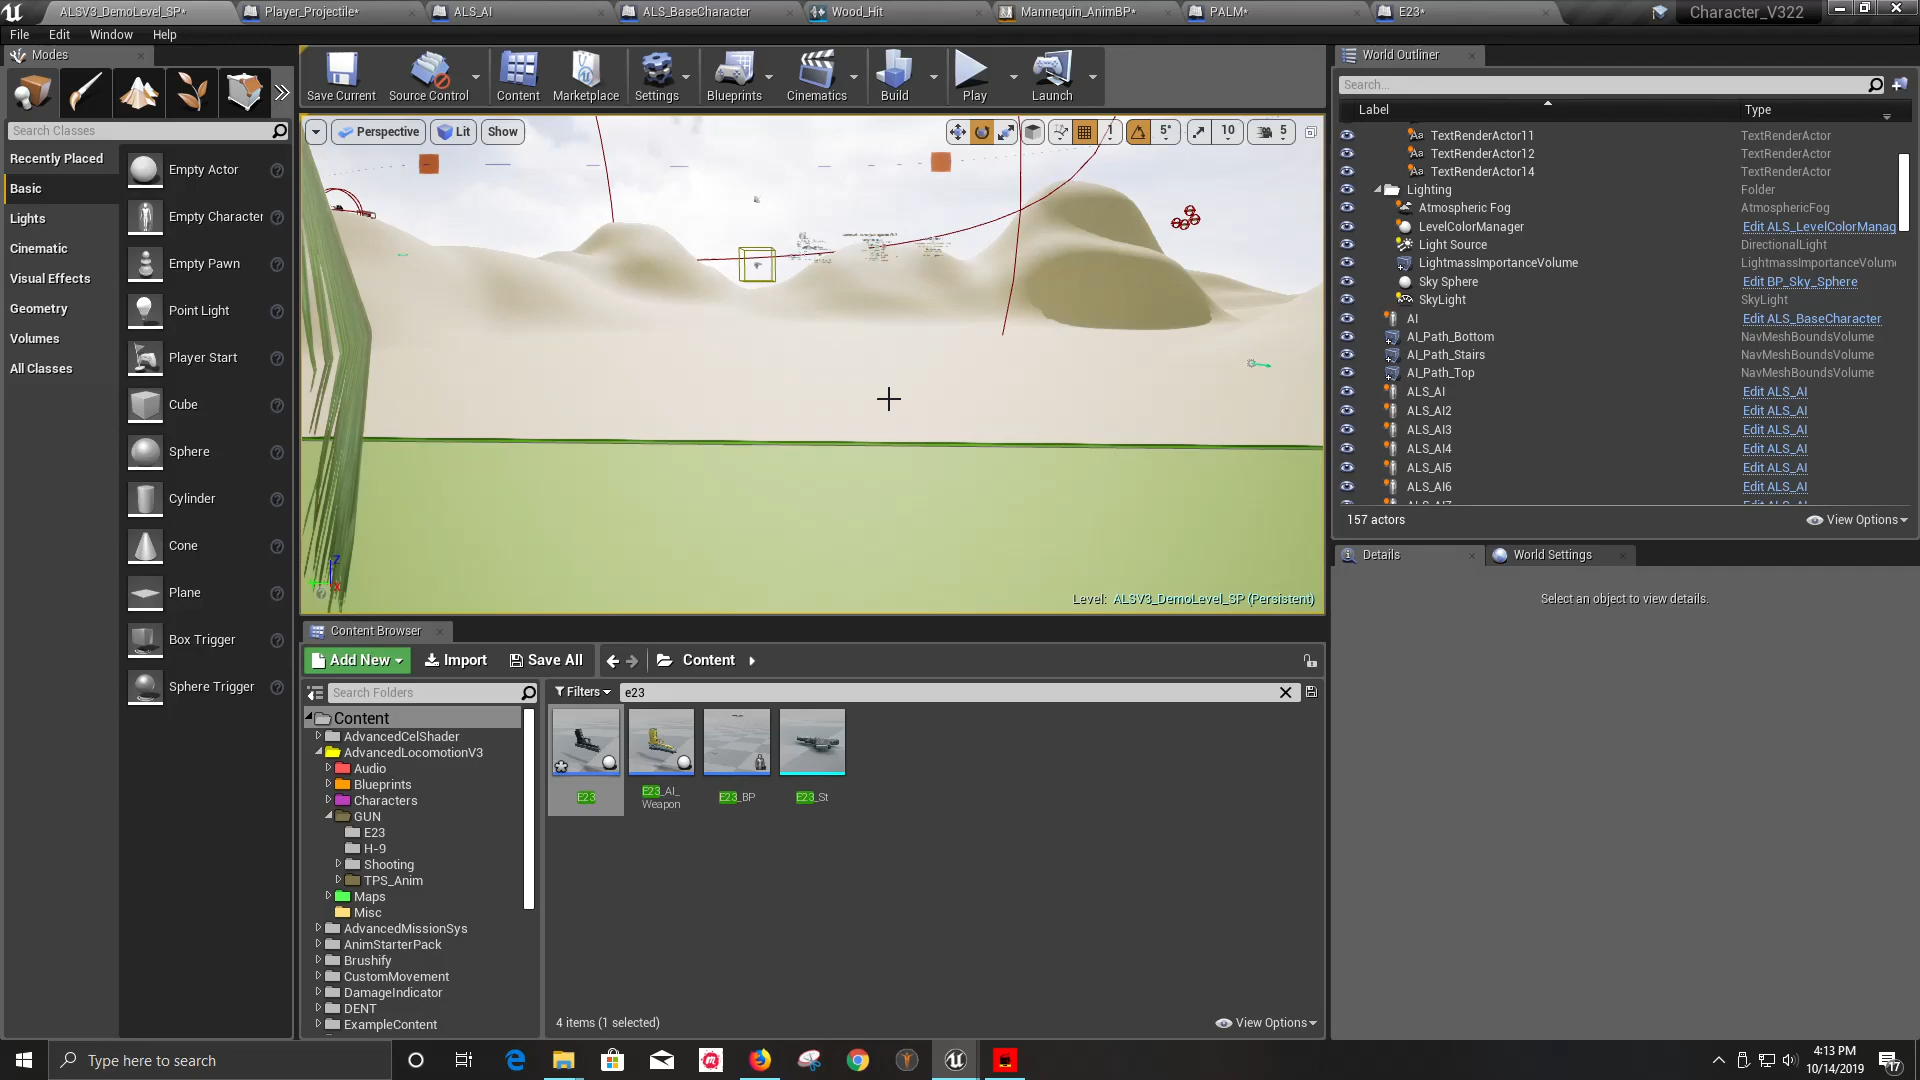 ALSV3_DemoLevel_SP*
Player_Projectile*
ALS_AI
ALS_BaseCharacter
Wood_Hit
Mannequin_AnimBP*
PALM*
E23*
Character_V322
File Edit Window Help
Modes
Save Current
Source Control
Content
Marketplace
Settings
Blueprints
Cinematics
Build
Play
Launch
Search Classes
Recently Placed
Basic
Lights
Cinematic
Visual Effects
Geometry
Volumes
All Classes
Empty Actor
Empty Character
Empty Pawn
Point Light
Player Start
Cube
Sphere
Cylinder
Cone
Plane
Box Trigger
Sphere Trigger
Perspective Lit Show
1 5° 10 5
Z
X
Level: ALSV3_DemoLevel_SP (Persistent)
World Outliner
Search...
Label Type
TextRenderActor11 TextRenderActor
TextRenderActor12 TextRenderActor
TextRenderActor14 TextRenderActor
Lighting Folder
Atmospheric Fog AtmosphericFog
LevelColorManager Edit ALS_LevelColorManag
Light Source DirectionalLight
LightmassImportanceVolume LightmassImportanceVolum
Sky Sphere Edit BP_Sky_Sphere
SkyLight SkyLight
AI Edit ALS_BaseCharacter
AI_Path_Bottom NavMeshBoundsVolume
AI_Path_Stairs NavMeshBoundsVolume
AI_Path_Top NavMeshBoundsVolume
ALS_AI Edit ALS_AI
ALS_AI2 Edit ALS_AI
ALS_AI3 Edit ALS_AI
ALS_AI4 Edit ALS_AI
ALS_AI5 Edit ALS_AI
ALS_AI6 Edit ALS_AI
157 actors
View Options
Details
World Settings
Select an object to view details.
Content Browser
Add New Import Save All Content
Search Folders
Filters e23
Content
AdvancedCelShader
AdvancedLocomotionV3
Audio
Blueprints
Characters
GUN
E23
H-9
Shooting
TPS_Anim
Maps
Misc
AdvancedMissionSys
AnimStarterPack
Brushify
CustomMovement
DamageIndicator
DENT
ExampleContent
E23
E23_AI_
Weapon
E23_BP
E23_St
4 items (1 selected)
View Options
Type here to search
4:13 PM
10/14/2019
17